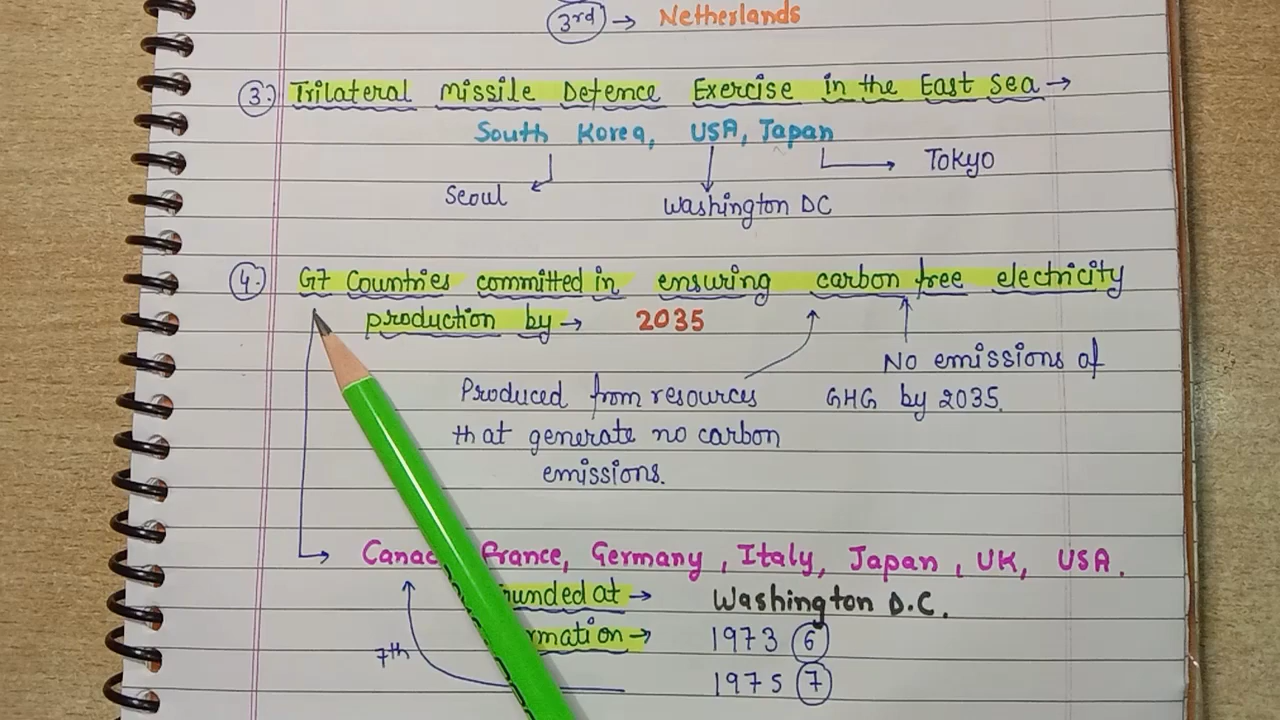 3rd → Netherlands
3. Trilateral missile Defence Exercise in the East Sea →
South Korea, USA, Japan
Tokyo
Seoul
Washington DC
4. G7 Countries committed in ensuring carbon free electricity
production by → 2035
No emissions of
Produced from resources
GHG by 2035.
that generate no carbon
emissions.
France, Germany, Italy, Japan, UK, USA.
→ Washington D.C.
→ 1973 6
7th
1975 7